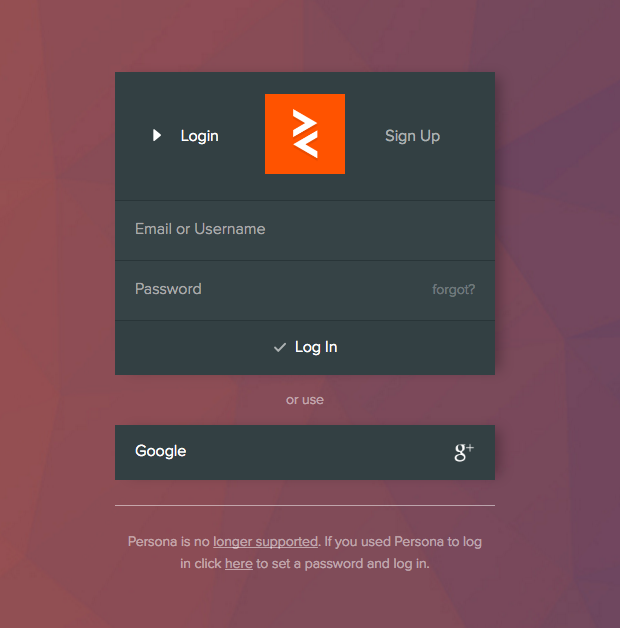 Login
Sign Up
Email or Username
Password forgot?
Log In
or use
Google g+
Persona is no longer supported. If you used Persona to log
in click here to set a password and log in.